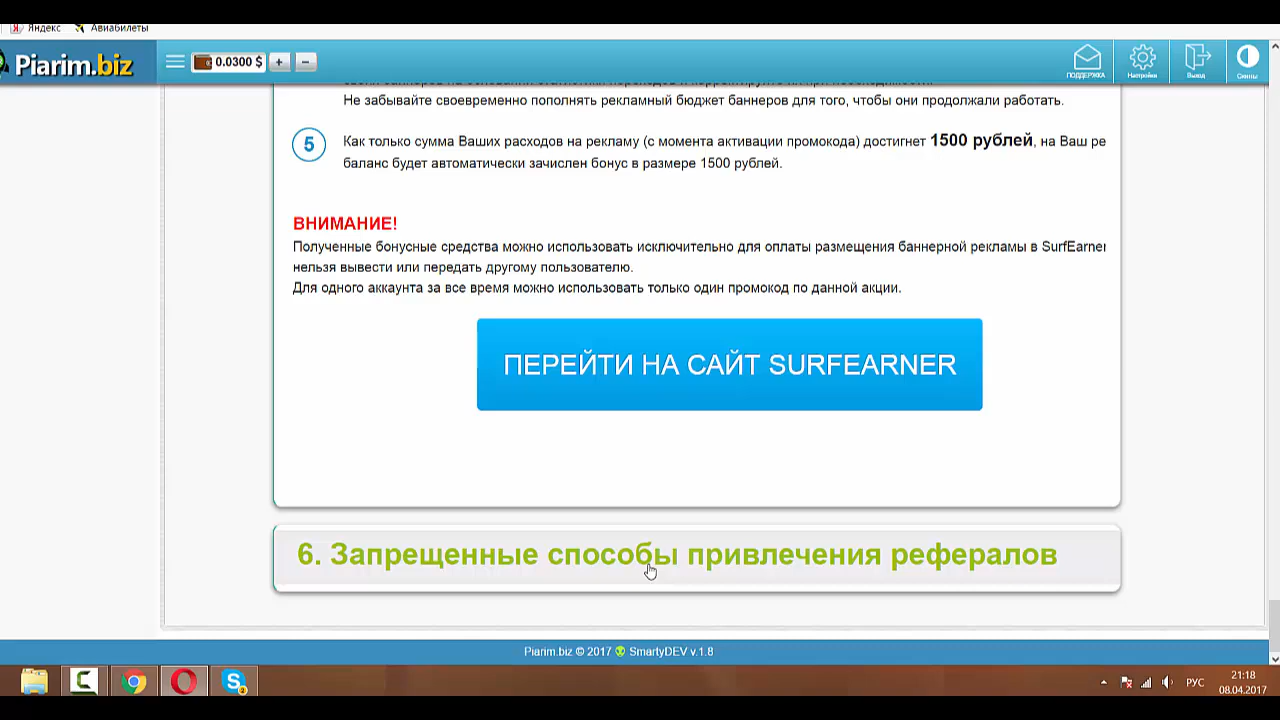 Яндекс Авиабилеты
Piarim.biz 0.0300 $ + −
ПОДДЕРЖКА Настройки Выход Скины
Не забывайте своевременно пополнять рекламный бюджет баннеров для того, чтобы они продолжали работать.
5 Как только сумма Ваших расходов на рекламу (с момента активации промокода) достигнет 1500 рублей, на Ваш ре
баланс будет автоматически зачислен бонус в размере 1500 рублей.
ВНИМАНИЕ!
Полученные бонусные средства можно использовать исключительно для оплаты размещения баннерной рекламы в SurfEarner
нельзя вывести или передать другому пользователю.
Для одного аккаунта за все время можно использовать только один промокод по данной акции.
ПЕРЕЙТИ НА САЙТ SURFEARNER
6. Запрещенные способы привлечения рефералов
Piarim.biz © 2017 SmartyDEV v.1.8
РУС 21:18
08.04.2017